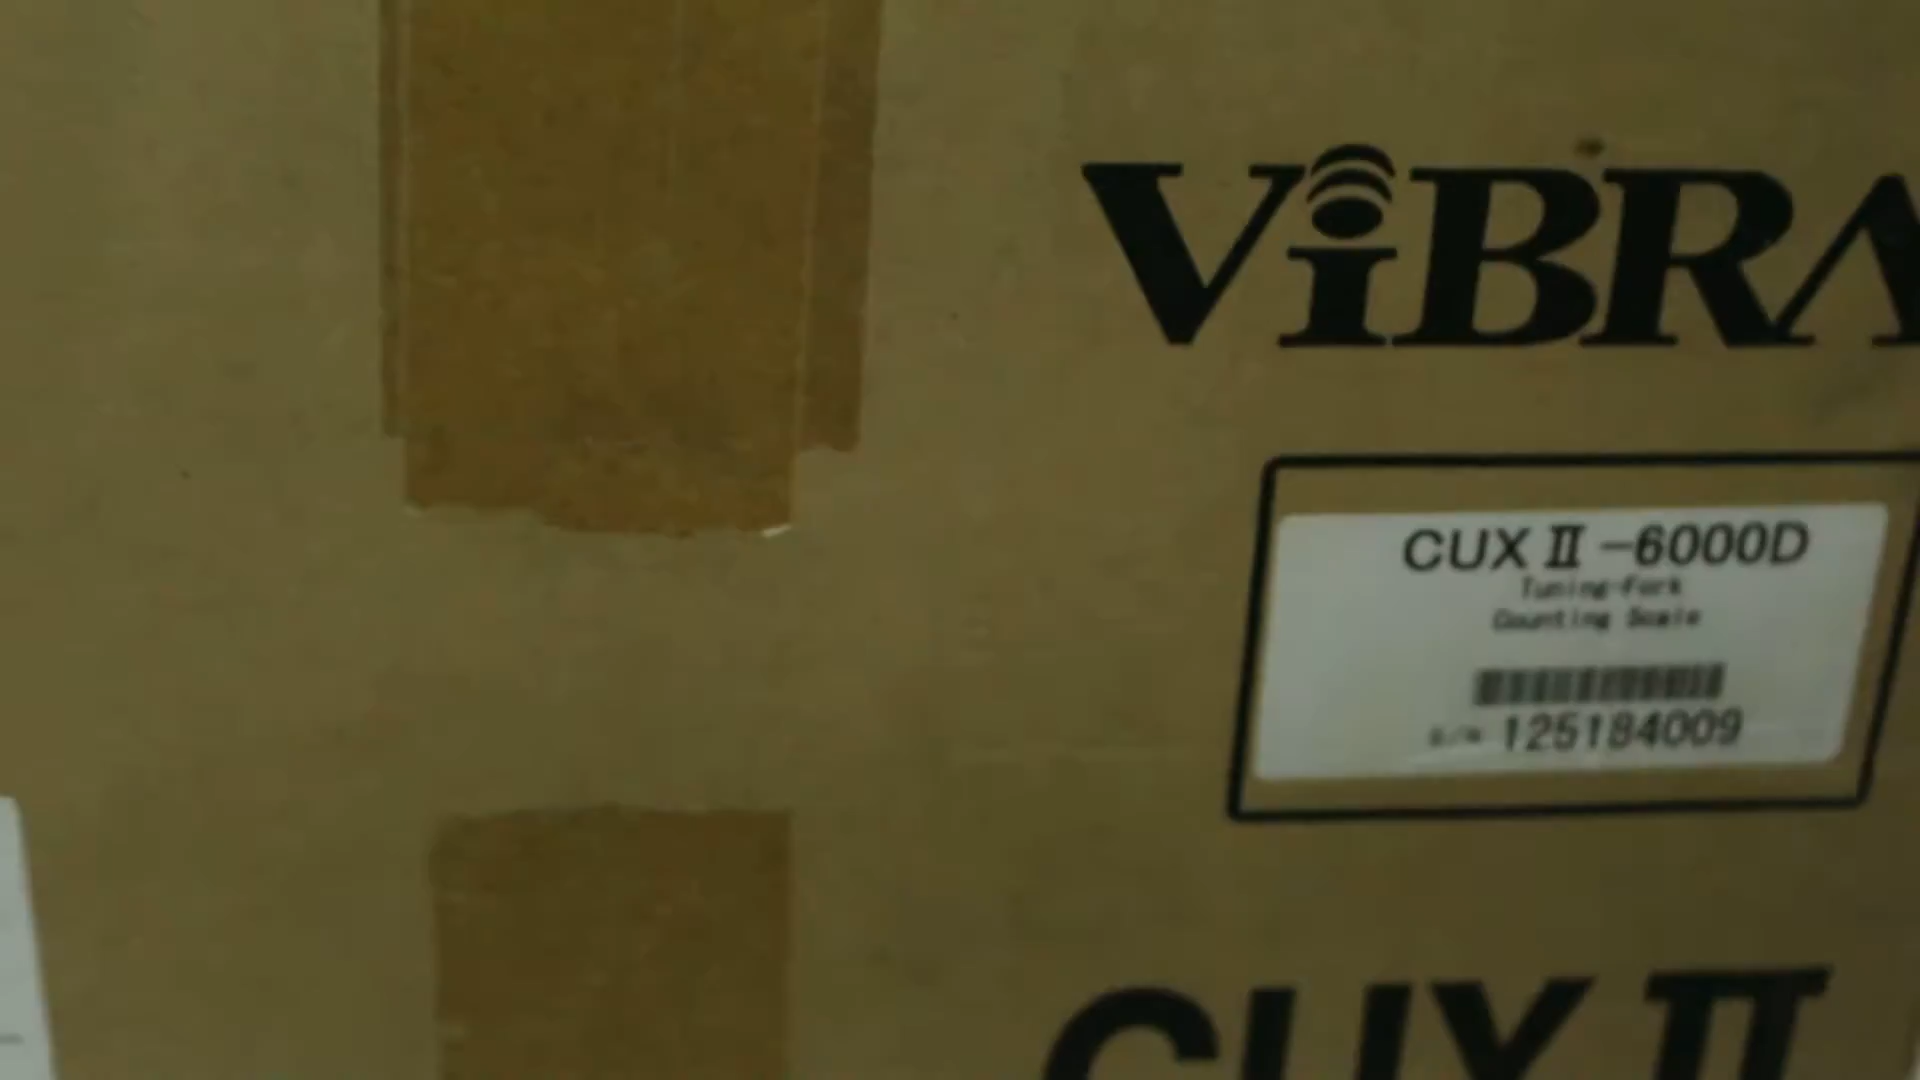 ViBRA
CUX II -6000D
Tuning-Fork
Counting Scale
S/N 125184009
CUX II